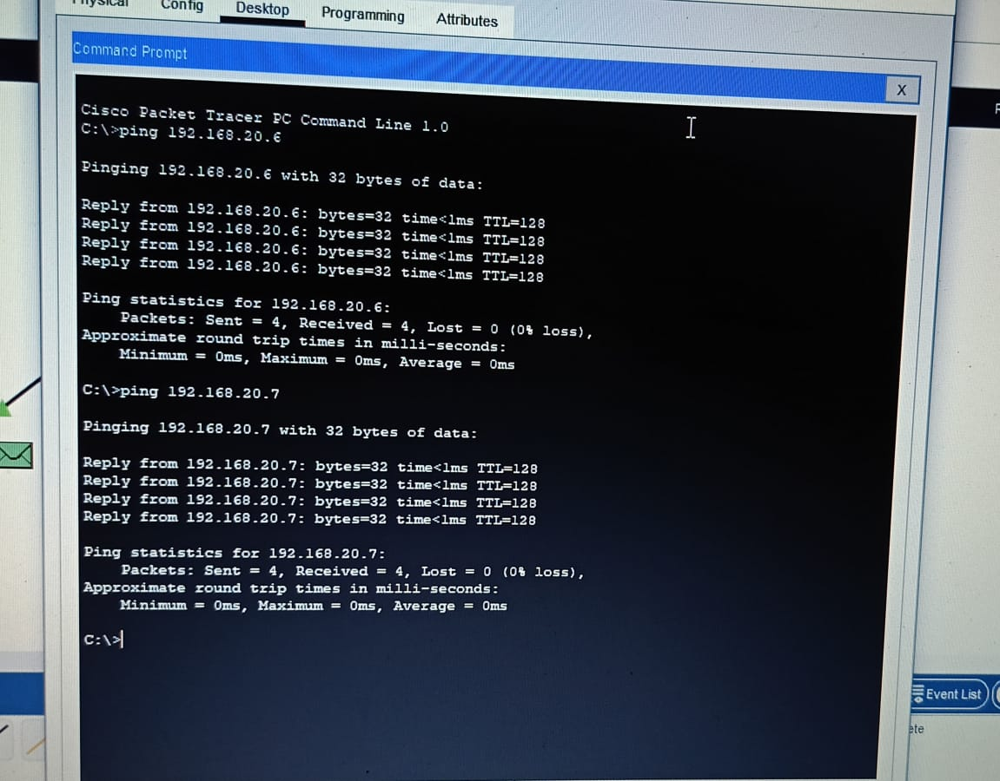 Physical Config Desktop Programming Attributes
Command Prompt
X
Cisco Packet Tracer PC Command Line 1.0
C:\>ping 192.168.20.6
Pinging 192.168.20.6 with 32 bytes of data:
Reply from 192.168.20.6: bytes=32 time<1ms TTL=128
Reply from 192.168.20.6: bytes=32 time<1ms TTL=128
Reply from 192.168.20.6: bytes=32 time<1ms TTL=128
Reply from 192.168.20.6: bytes=32 time<1ms TTL=128
Ping statistics for 192.168.20.6:
Packets: Sent = 4, Received = 4, Lost = 0 (0% loss),
Approximate round trip times in milli-seconds:
Minimum = 0ms, Maximum = 0ms, Average = 0ms
C:\>ping 192.168.20.7
Pinging 192.168.20.7 with 32 bytes of data:
Reply from 192.168.20.7: bytes=32 time<1ms TTL=128
Reply from 192.168.20.7: bytes=32 time<1ms TTL=128
Reply from 192.168.20.7: bytes=32 time<1ms TTL=128
Reply from 192.168.20.7: bytes=32 time<1ms TTL=128
Ping statistics for 192.168.20.7:
Packets: Sent = 4, Received = 4, Lost = 0 (0% loss),
Approximate round trip times in milli-seconds:
Minimum = 0ms, Maximum = 0ms, Average = 0ms
C:\>
Event List